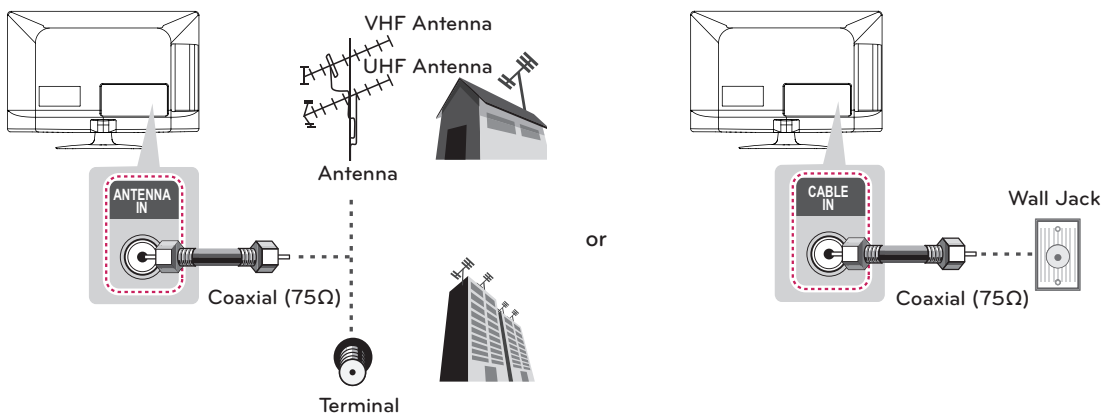 VHF Antenna
UHF Antenna
Antenna
ANTENNA
IN
Coaxial (75Ω)
Terminal
or
CABLE
IN
Wall Jack
Coaxial (75Ω)